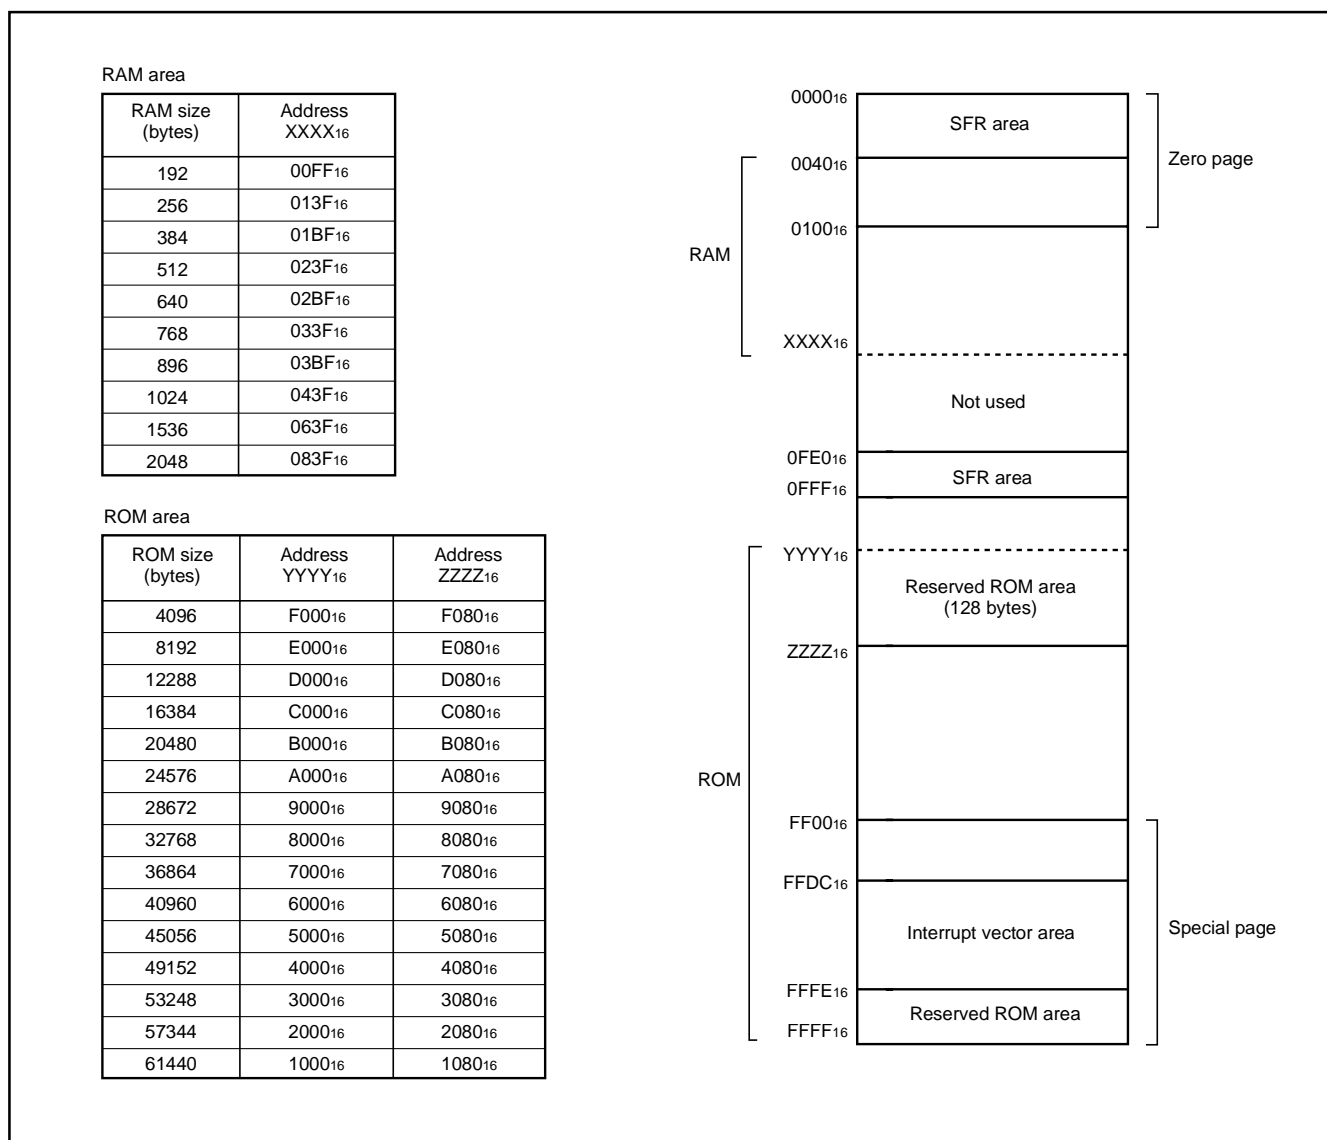 RAM area
RAM size
(bytes)
Address
XXXX16
192 00FF16
256 013F16
384 01BF16
512 023F16
640 02BF16
768 033F16
896 03BF16
1024 043F16
1536 063F16
2048 083F16
ROM area
ROM size
(bytes)
Address
YYYY16
Address
ZZZZ16
4096 F00016 F08016
8192 E00016 E08016
12288 D00016 D08016
16384 C00016 C08016
20480 B00016 B08016
24576 A00016 A08016
28672 900016 908016
32768 800016 808016
36864 700016 708016
40960 600016 608016
45056 500016 508016
49152 400016 408016
53248 300016 308016
57344 200016 208016
61440 100016 108016
000016
SFR area
Zero page
004016
010016
RAM
XXXX16
Not used
0FE016
SFR area
0FFF16
YYYY16
Reserved ROM area
(128 bytes)
ZZZZ16
ROM
FF0016
FFDC16
Interrupt vector area
Special page
FFFE16
Reserved ROM area
FFFF16